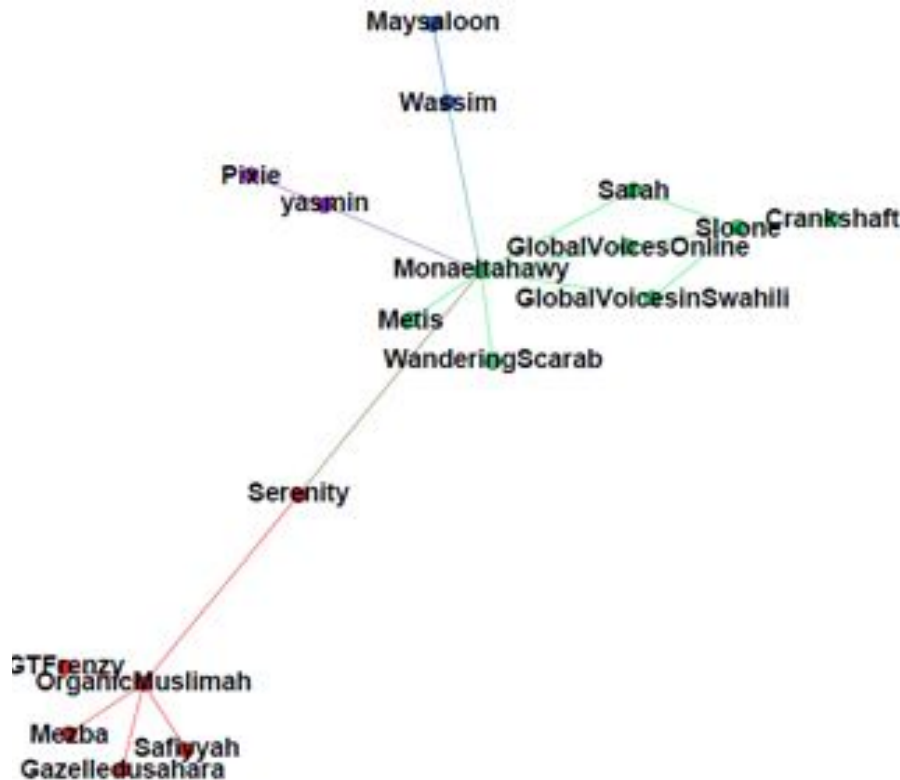 Maysaloon
Wassim
Pixie
yasmin
Sarah
Crankshaft
Sloone
GlobalVoicesOnline
Monaeltahawy
GlobalVoicesinSwahili
Metis
WanderingScarab
Serenity
GTFrenzy
OrganicMuslimah
Mezba
Safiyyah
Gazelledusahara